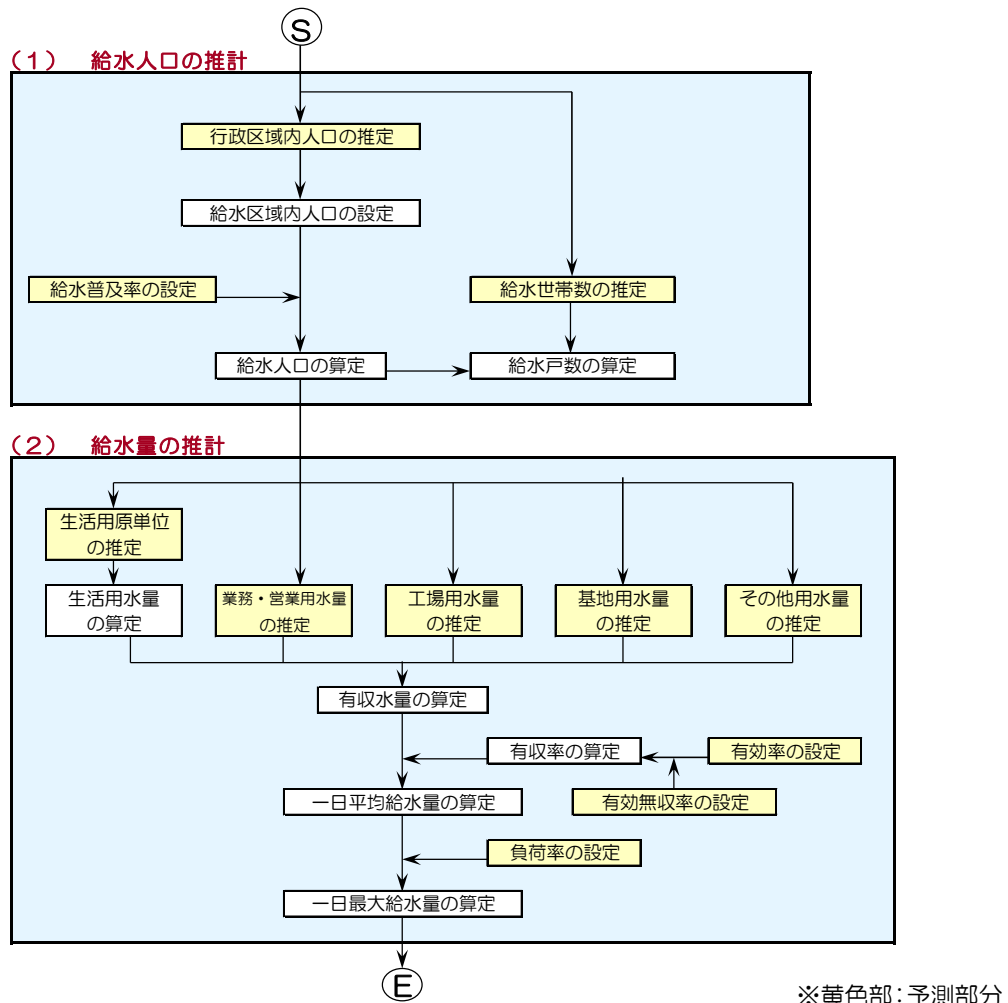 S
(1) 給水人口の推計
行政区域内人口の推定
給水区域内人口の設定
給水普及率の設定
給水世帯数の推定
給水人口の算定
給水戸数の算定
(2) 給水量の推計
生活用原単位
の推定
生活用水量
の算定
業務・営業用水量
の推定
工場用水量
の推定
基地用水量
の推定
その他用水量
の推定
有収水量の算定
有収率の算定
有効率の設定
一日平均給水量の算定
有効無収率の設定
負荷率の設定
一日最大給水量の算定
E
※黄色部:予測部分